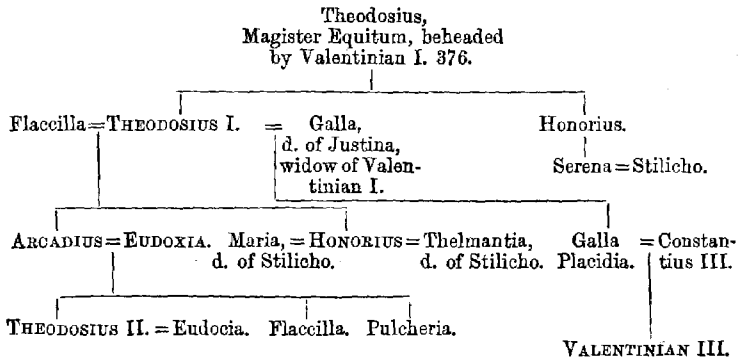 Theodosius,
Magister Equitum, beheaded
by Valentinian I. 376.
Flaccilla=THEODOSIUS I. = Galla, Honorius.
d. of Justina,
widow of Valen-
tinian I.
Serena=Stilicho.
ARCADIUS=EUDOXIA. Maria, = HONORIUS=Thelmantia, Galla = Constan-
d. of Stilicho. d. of Stilicho. Placidia. tius III.
THEODOSIUS II. = Eudocia. Flaccilla. Pulcheria.
VALENTINIAN III.